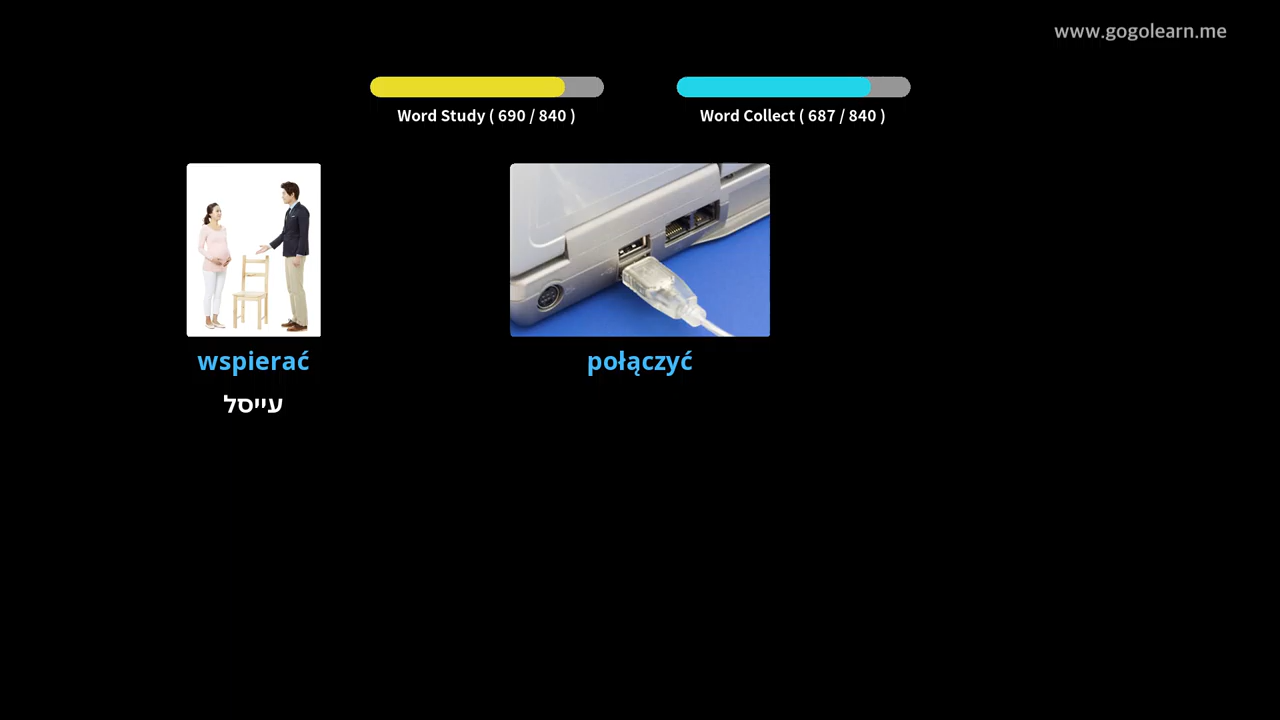 www.gogolearn.me
Word Study ( 690 / 840 )
Word Collect ( 687 / 840 )
wspierać
połączyć
עייסל